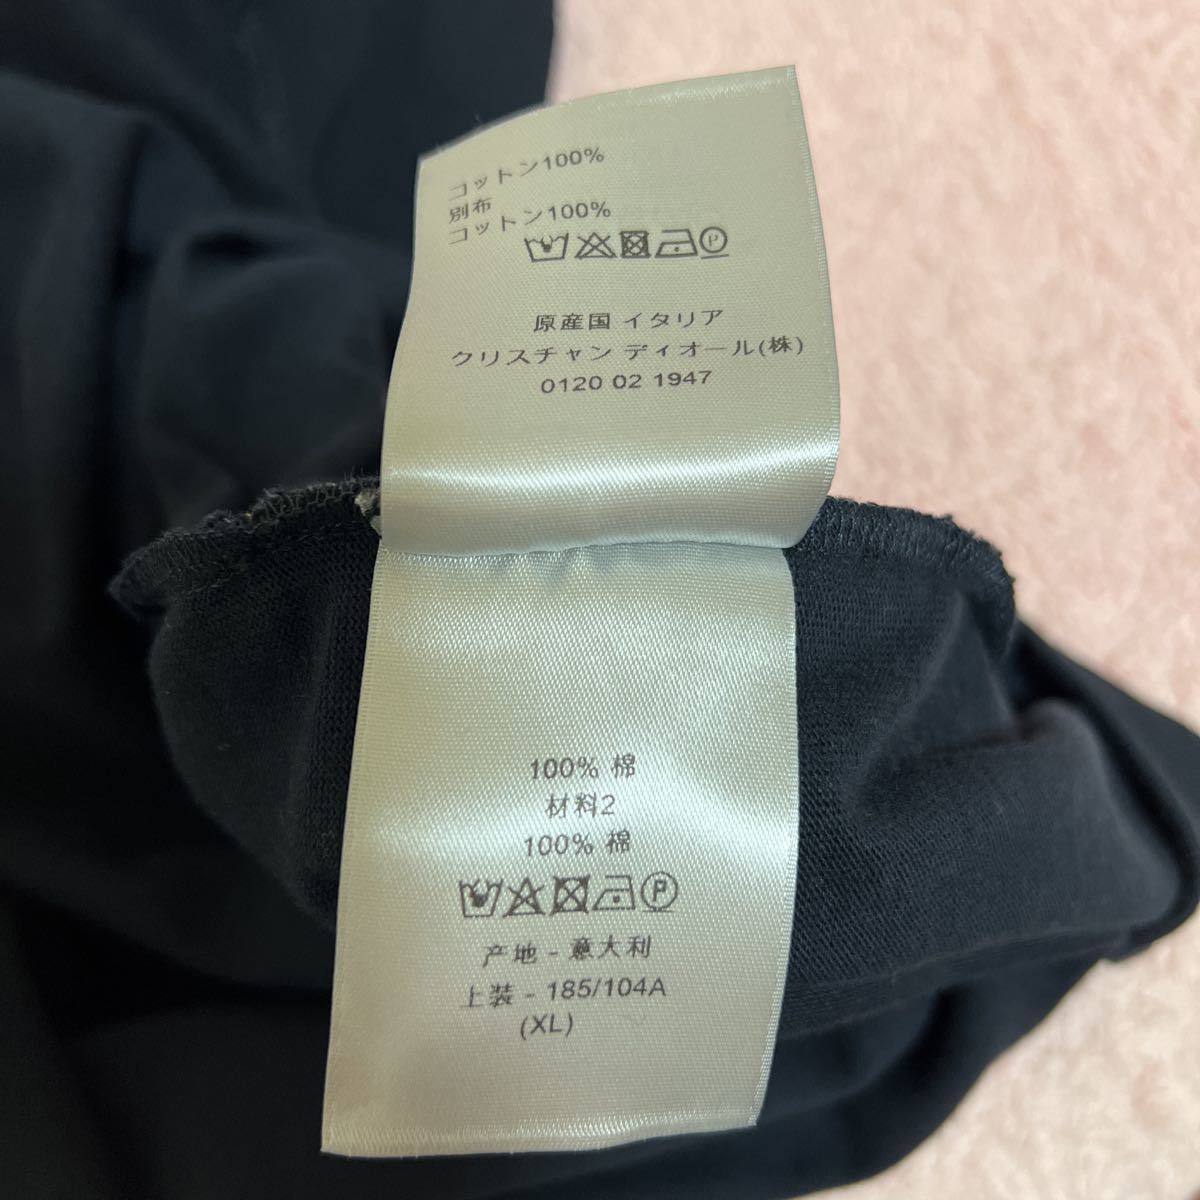 コットン100%
別布
コットン100%
P
原産国 イタリア
クリスチャン ディオール(株)
0120 02 1947
100% 棉
材料2
100% 棉
P
产地 - 意大利
上装 - 185/104A
(XL)